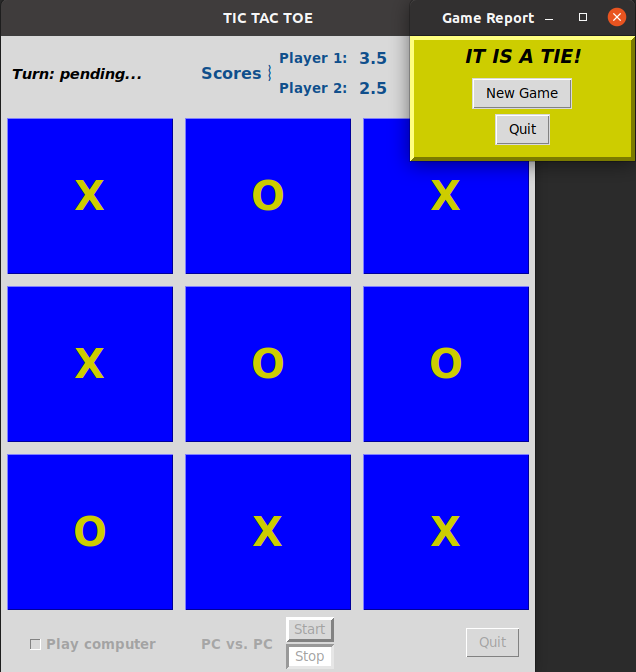 TIC TAC TOE
Game Report
IT IS A TIE!
New Game
Quit
Turn: pending...
Scores
Player 1: 3.5
Player 2: 2.5
X O X
X O O
O X X
Play computer
PC vs. PC
Start
Stop
Quit